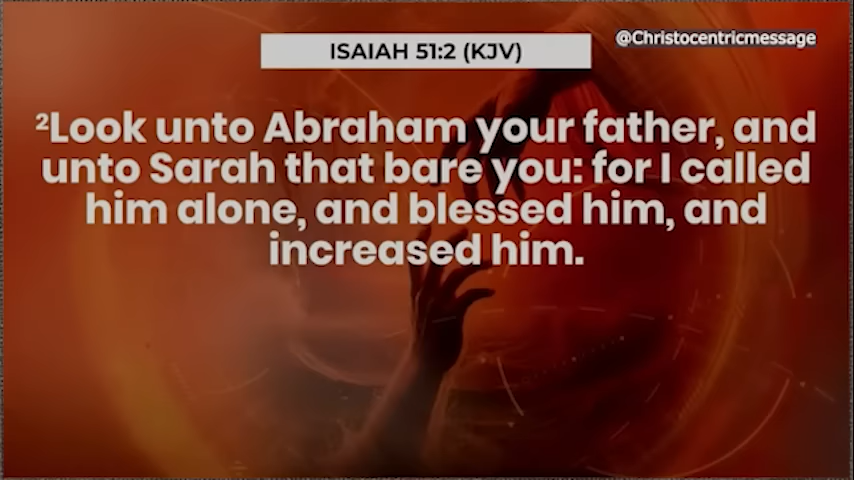 ISAIAH 51:2 (KJV)
@Christocentricmessage
²Look unto Abraham your father, and
unto Sarah that bare you: for I called
him alone, and blessed him, and
increased him.